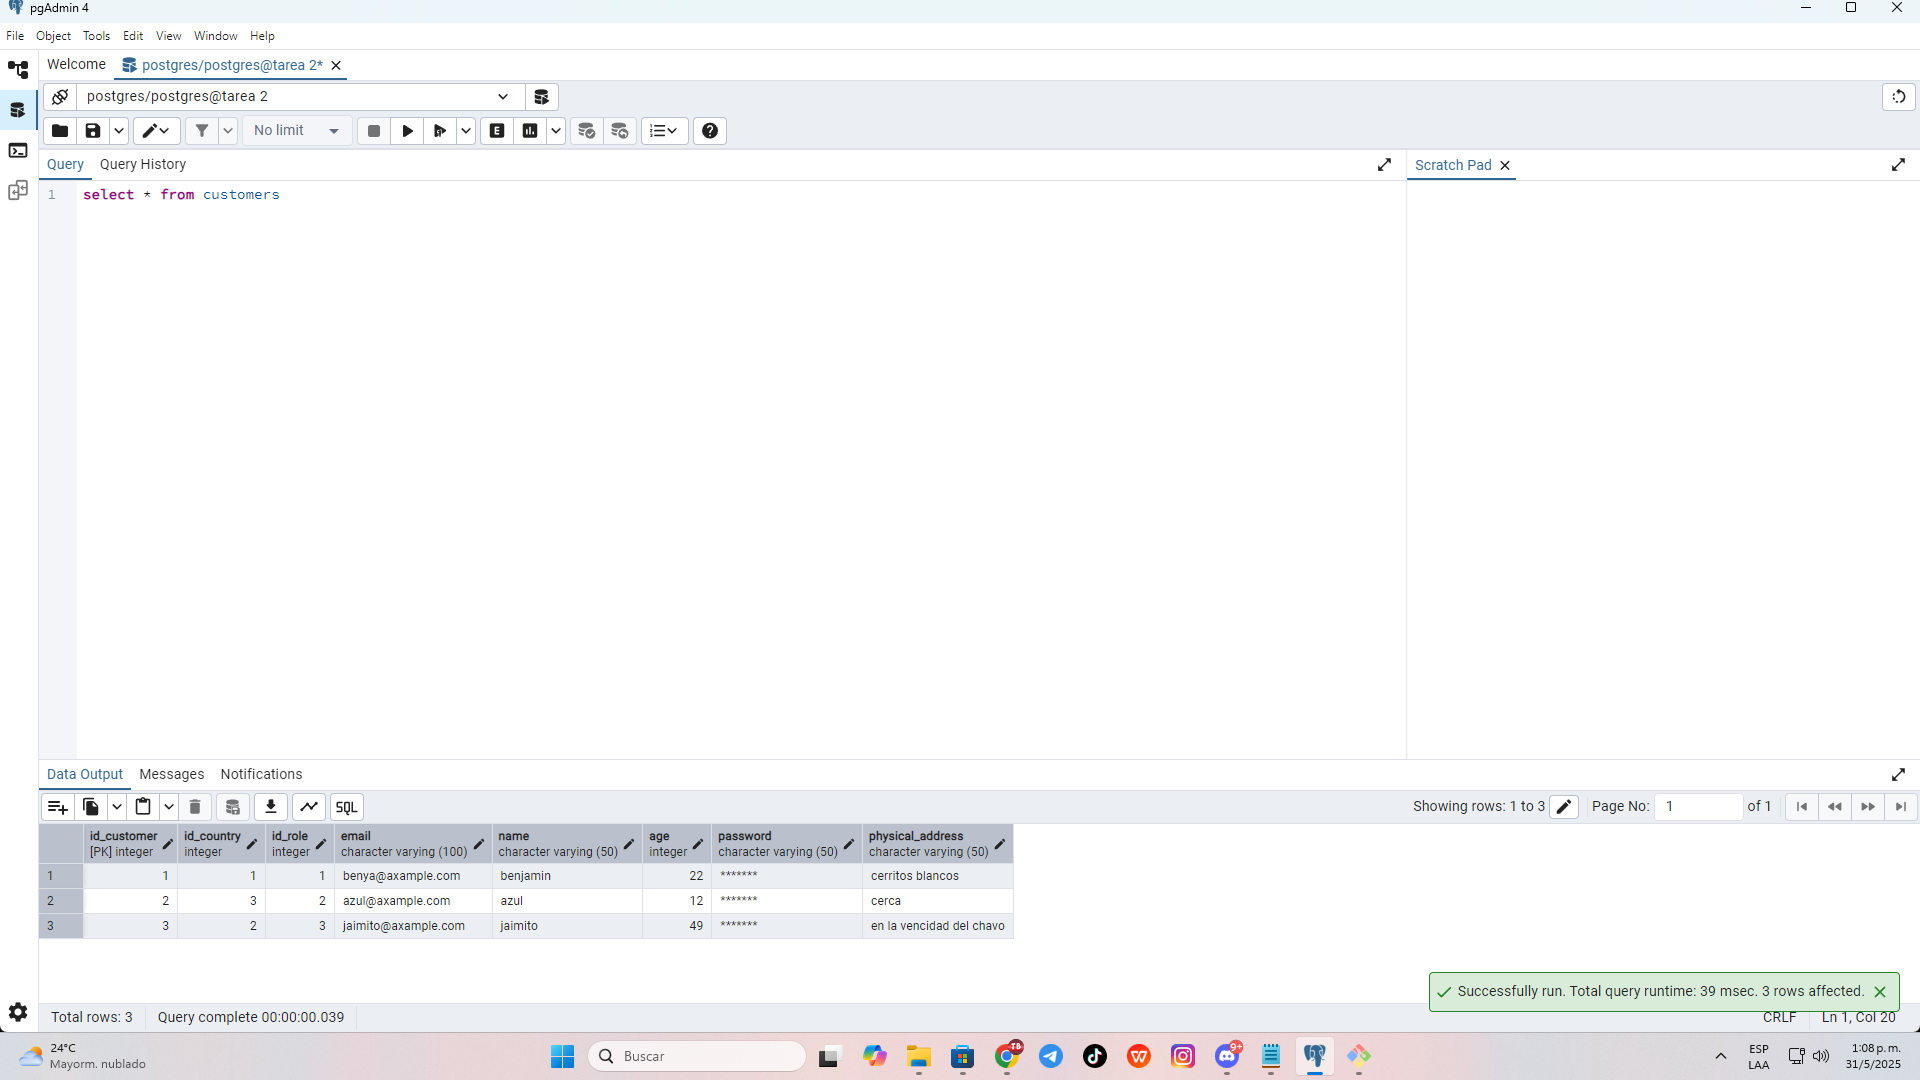 pgAdmin 4
File Object Tools Edit View Window Help
Welcome postgres/postgres@tarea 2*
postgres/postgres@tarea 2
No limit
E
Query Query History Scratch Pad
1 select * from customers
Data Output Messages Notifications
SQL Showing rows: 1 to 3 Page No: 1 of 1
id_customer id_country id_role email name age password physical_address
[PK] integer integer integer character varying (100) character varying (50) integer character varying (50) character varying (50)
1 1 1 1 benya@axample.com benjamin 22 ******* cerritos blancos
2 2 3 2 azul@axample.com azul 12 ******* cerca
3 3 2 3 jaimito@axample.com jaimito 49 ******* en la vencidad del chavo
Successfully run. Total query runtime: 39 msec. 3 rows affected.
Total rows: 3 Query complete 00:00:00.039 CRLF Ln 1, Col 20
24°C
Mayorm. nublado
Buscar
TB
9+
ESP
LAA
1:08 p. m.
31/5/2025